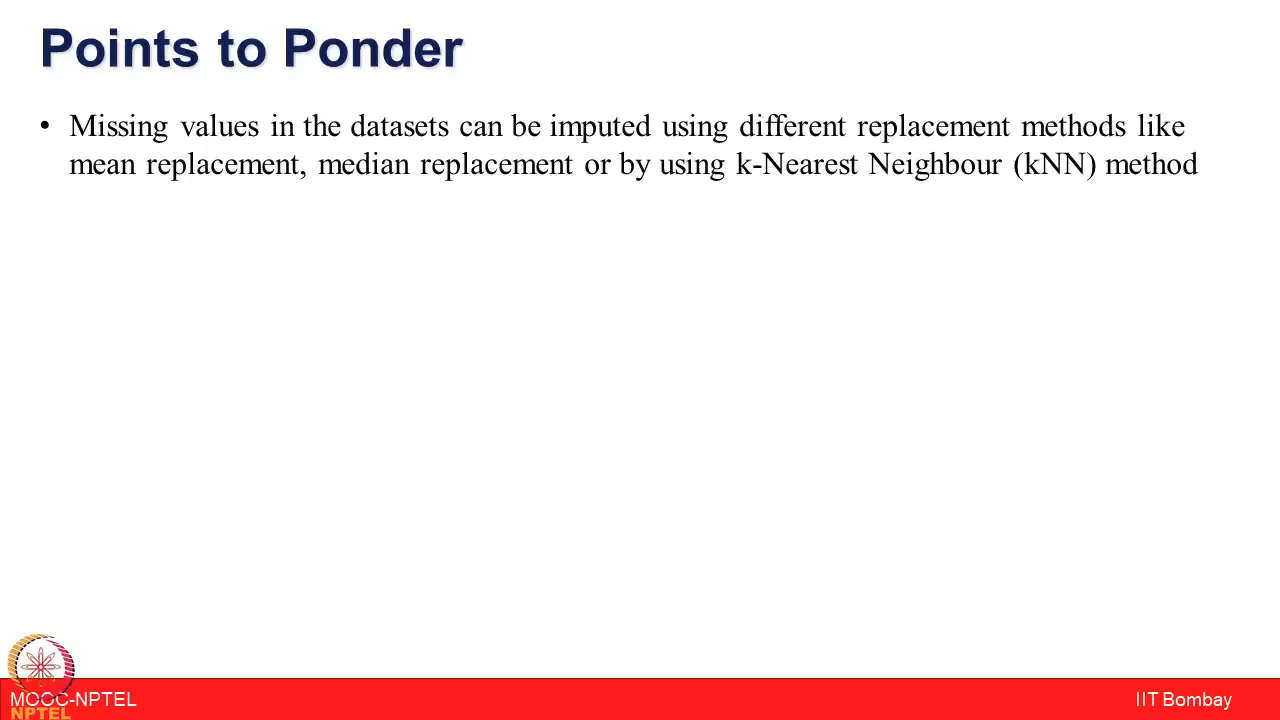 Points to Ponder
• Missing values in the datasets can be imputed using different replacement methods like
mean replacement, median replacement or by using k-Nearest Neighbour (kNN) method
MOOC-NPTEL
NPTEL
IIT Bombay